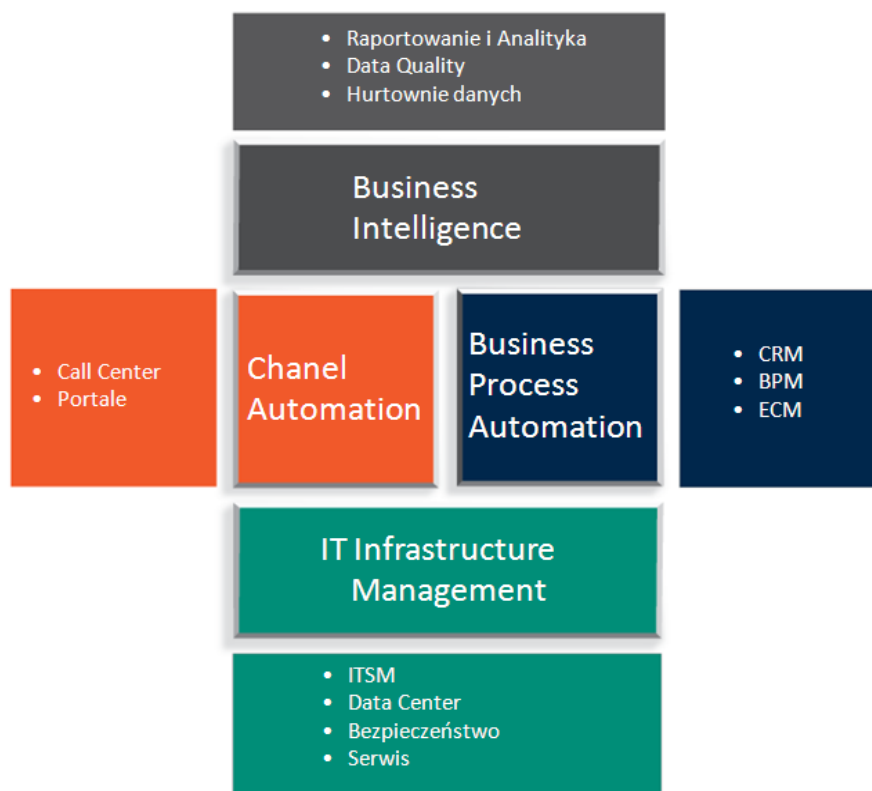 • Raportowanie i Analityka
• Data Quality
• Hurtownie danych
Business
Intelligence
• Call Center
• Portale
Chanel
Automation
Business
Process
Automation
• CRM
• BPM
• ECM
IT Infrastructure
Management
• ITSM
• Data Center
• Bezpieczeństwo
• Serwis